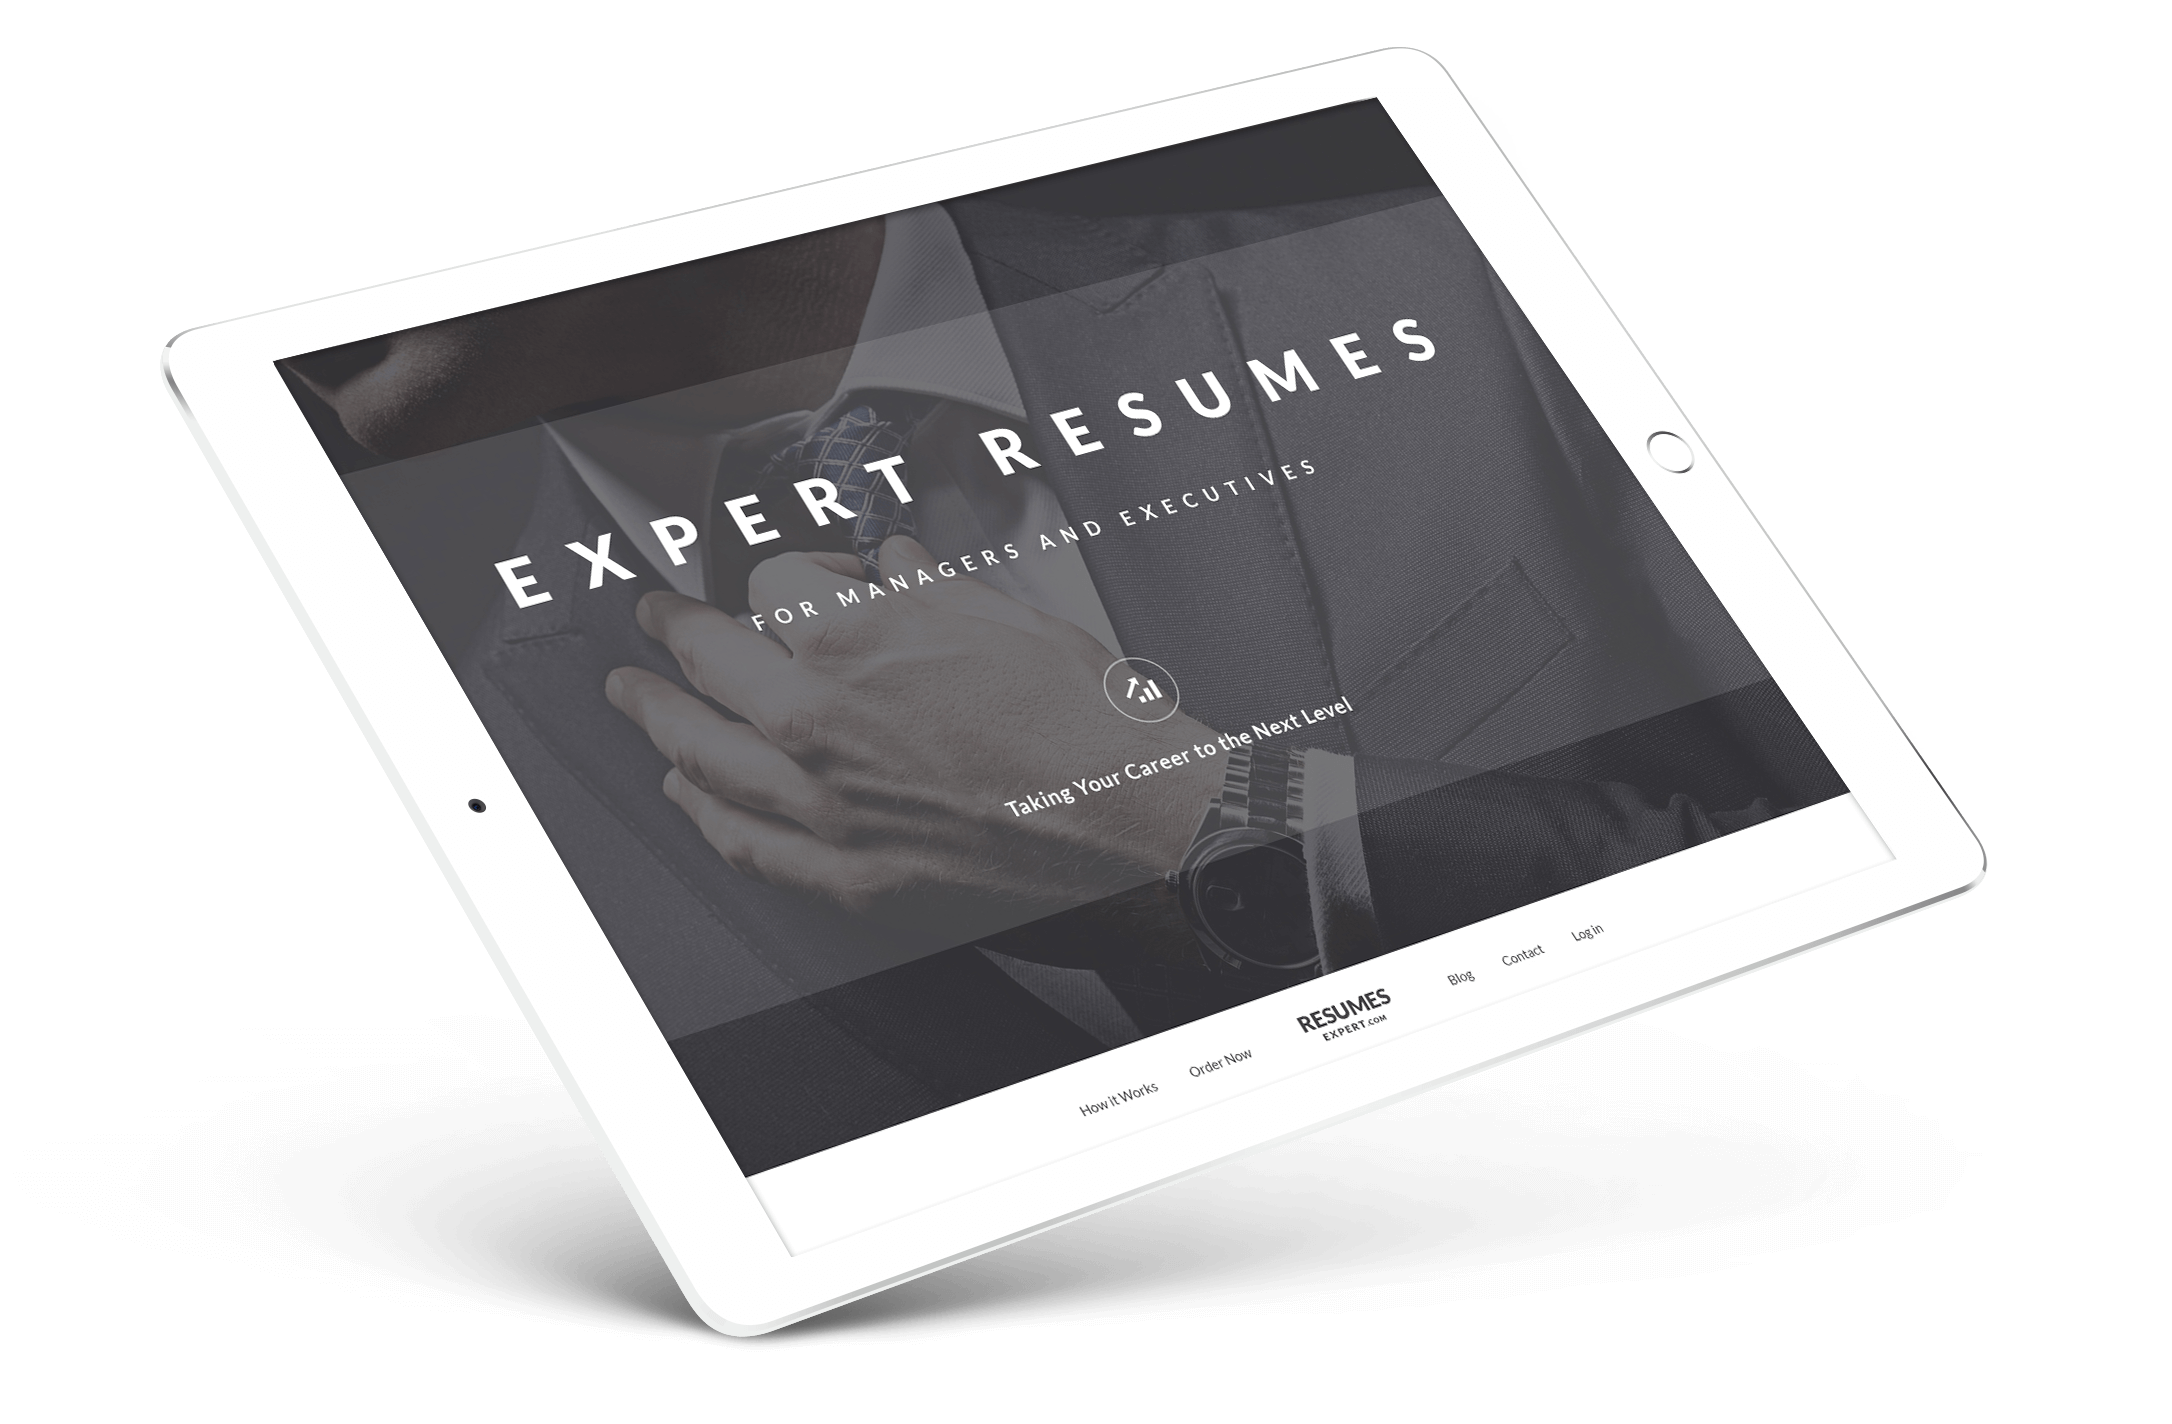 EXPERT RESUMES
FOR MANAGERS AND EXECUTIVES
Taking Your Career to the Next Level
How it Works Order Now RESUMES Blog Contact Log in
EXPERT.COM